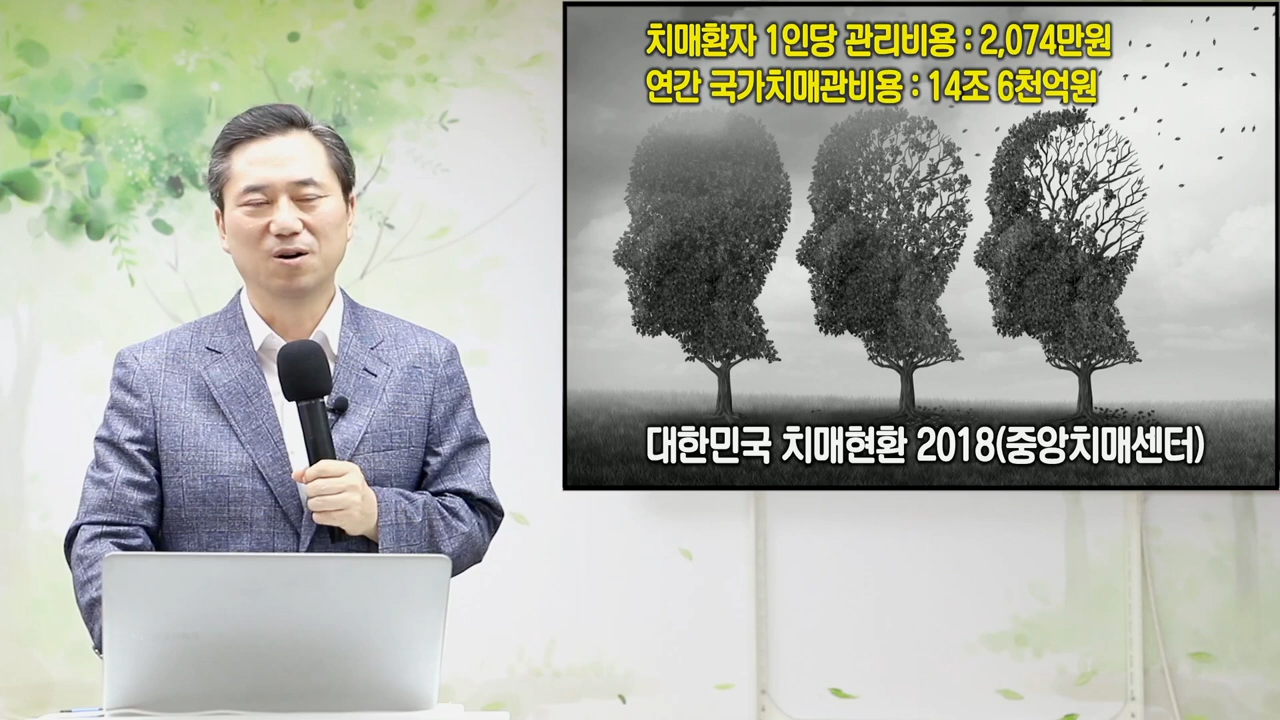 치매환자 1인당 관리비용 : 2,074만원
연간 국가치매관비용 : 14조 6천억원
대한민국 치매현환 2018(중앙치매센터)